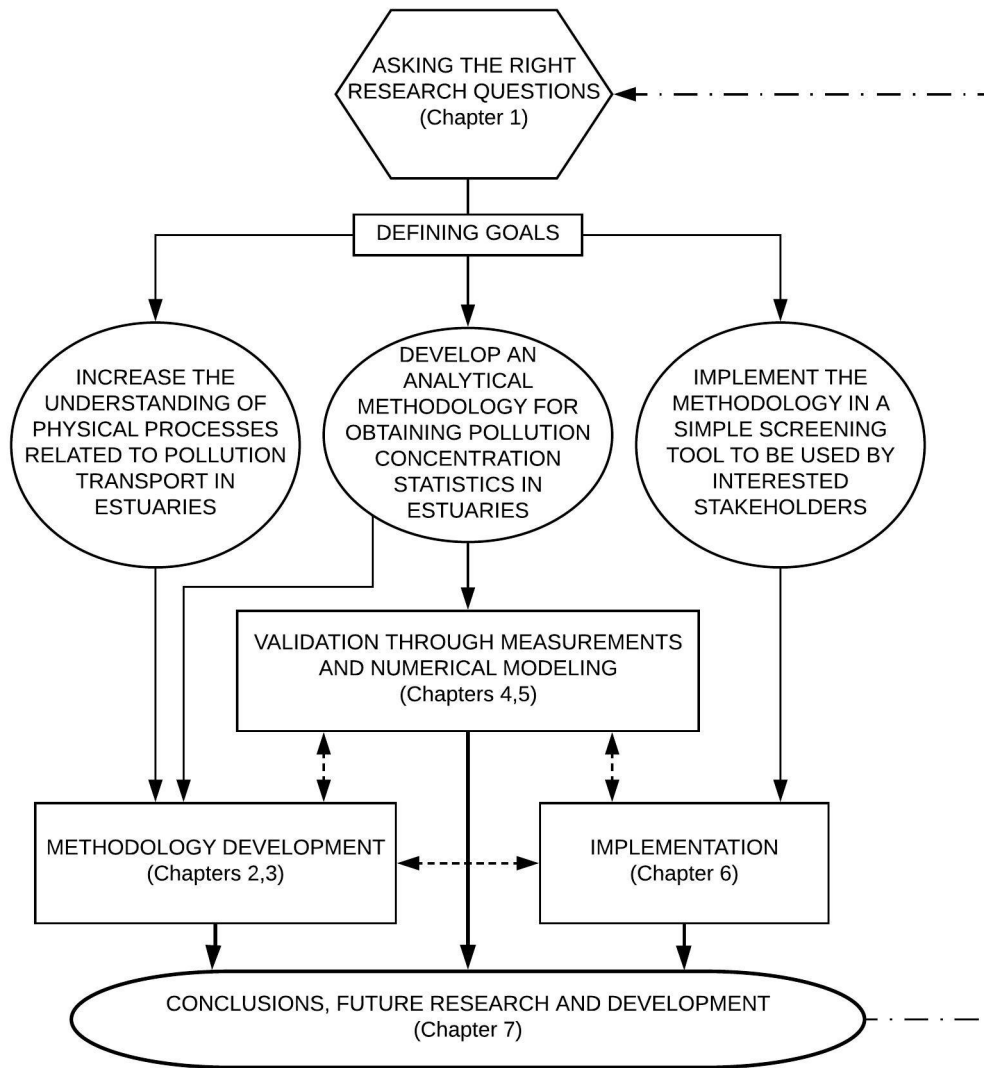 ASKING THE RIGHT
RESEARCH QUESTIONS
(Chapter 1)
DEFINING GOALS
INCREASE THE
UNDERSTANDING OF
PHYSICAL PROCESSES
RELATED TO POLLUTION
TRANSPORT IN
ESTUARIES
DEVELOP AN
ANALYTICAL
METHODOLOGY FOR
OBTAINING POLLUTION
CONCENTRATION
STATISTICS IN
ESTUARIES
IMPLEMENT THE
METHODOLOGY IN A
SIMPLE SCREENING
TOOL TO BE USED BY
INTERESTED
STAKEHOLDERS
VALIDATION THROUGH MEASUREMENTS
AND NUMERICAL MODELING
(Chapters 4,5)
METHODOLOGY DEVELOPMENT
(Chapters 2,3)
IMPLEMENTATION
(Chapter 6)
CONCLUSIONS, FUTURE RESEARCH AND DEVELOPMENT
(Chapter 7)